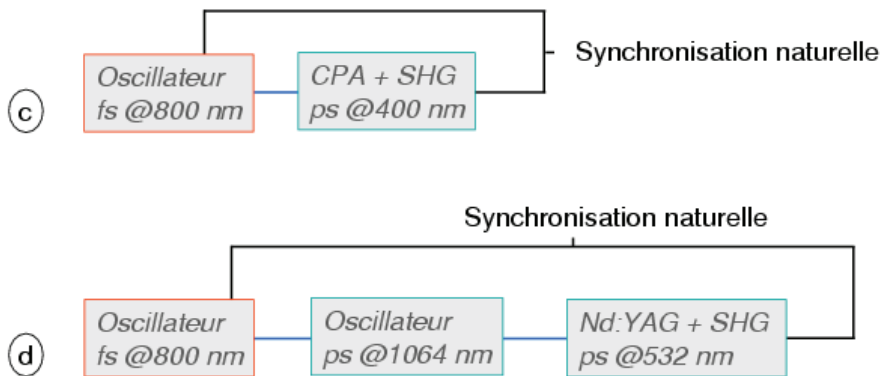 Oscillateur
fs @800 nm
CPA + SHG
ps @400 nm
Synchronisation naturelle
c
Synchronisation naturelle
Oscillateur
fs @800 nm
Oscillateur
ps @1064 nm
Nd:YAG + SHG
ps @532 nm
d